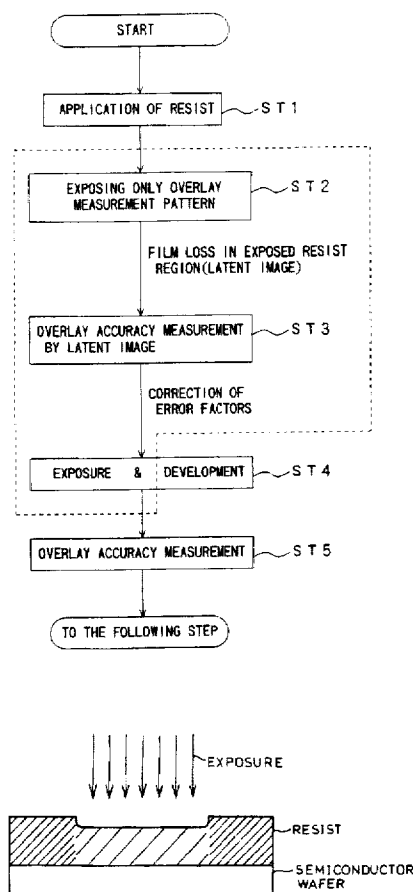 START
APPLICATION OF RESIST
ST1
EXPOSING ONLY OVERLAY
MEASUREMENT PATTERN
ST2
FILM LOSS IN EXPOSED RESIST
REGION(LATENT IMAGE)
OVERLAY ACCURACY MEASUREMENT
BY LATENT IMAGE
ST3
CORRECTION OF
ERROR FACTORS
EXPOSURE & DEVELOPMENT
ST4
OVERLAY ACCURACY MEASUREMENT
ST5
TO THE FOLLOWING STEP
EXPOSURE
RESIST
SEMICONDUCTOR
WAFER